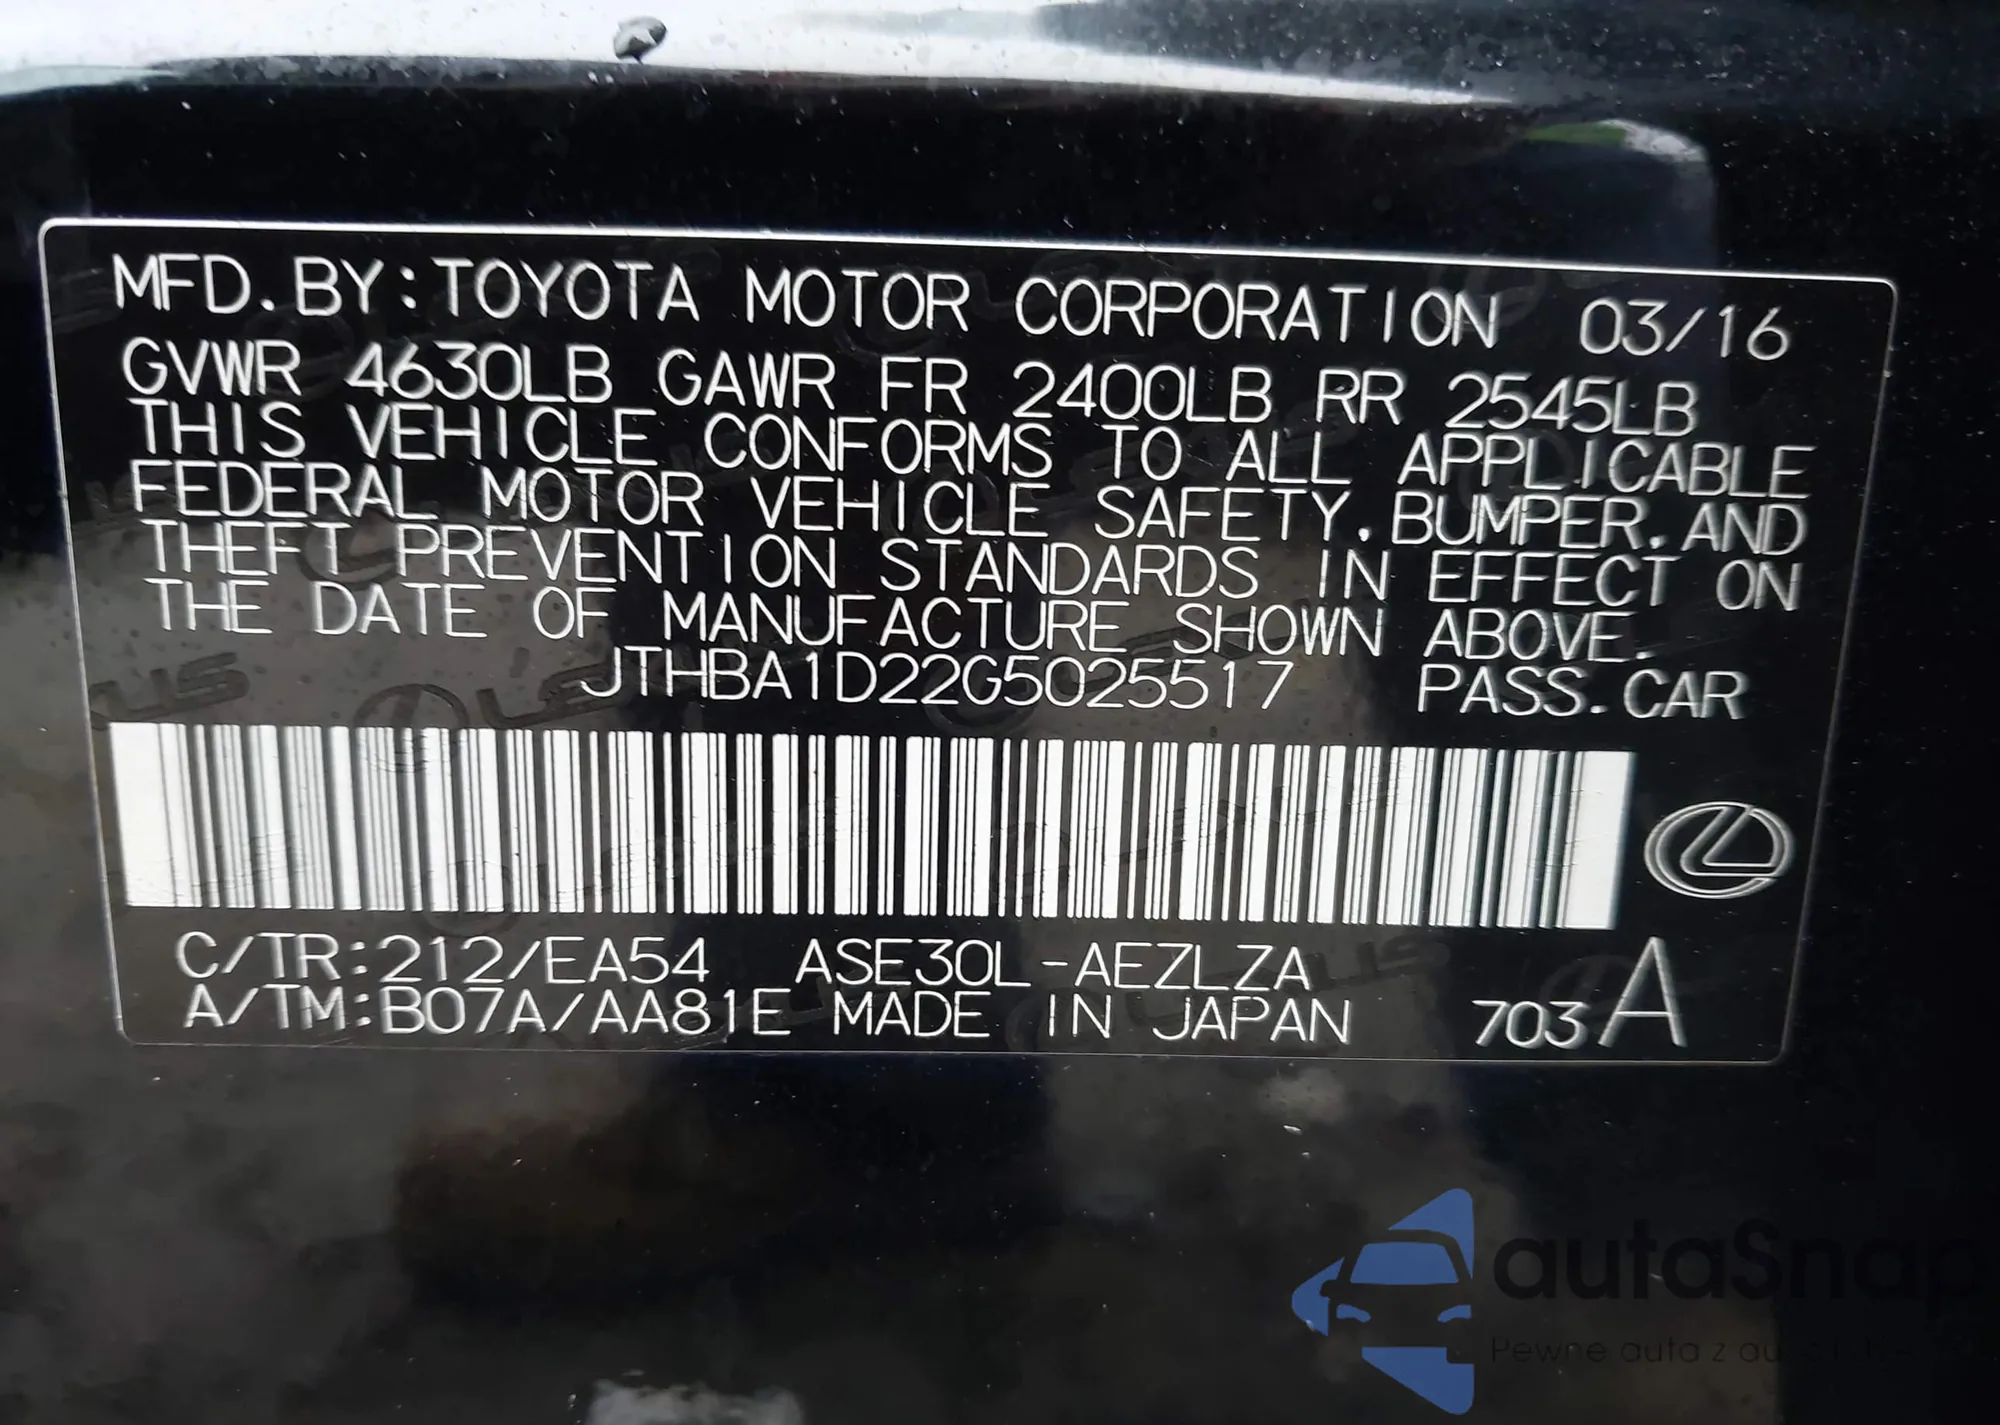 MFD.BY:TOYOTA MOTOR CORPORATION 03/16
GVWR 4630LB GAWR FR 2400LB RR 2545LB
THIS VEHICLE CONFORMS TO ALL APPLICABLE
FEDERAL MOTOR VEHICLE SAFETY,BUMPER,AND
THEFT PREVENTION STANDARDS IN EFFECT ON
THE DATE OF MANUFACTURE SHOWN ABOVE.
JTHBA1D22G5025517 PASS.CAR
C/TR:212/EA54 ASE30L-AEZLZA
A/TM:B07A/AA81E MADE IN JAPAN 703A
autaSnap
Pewne auta z